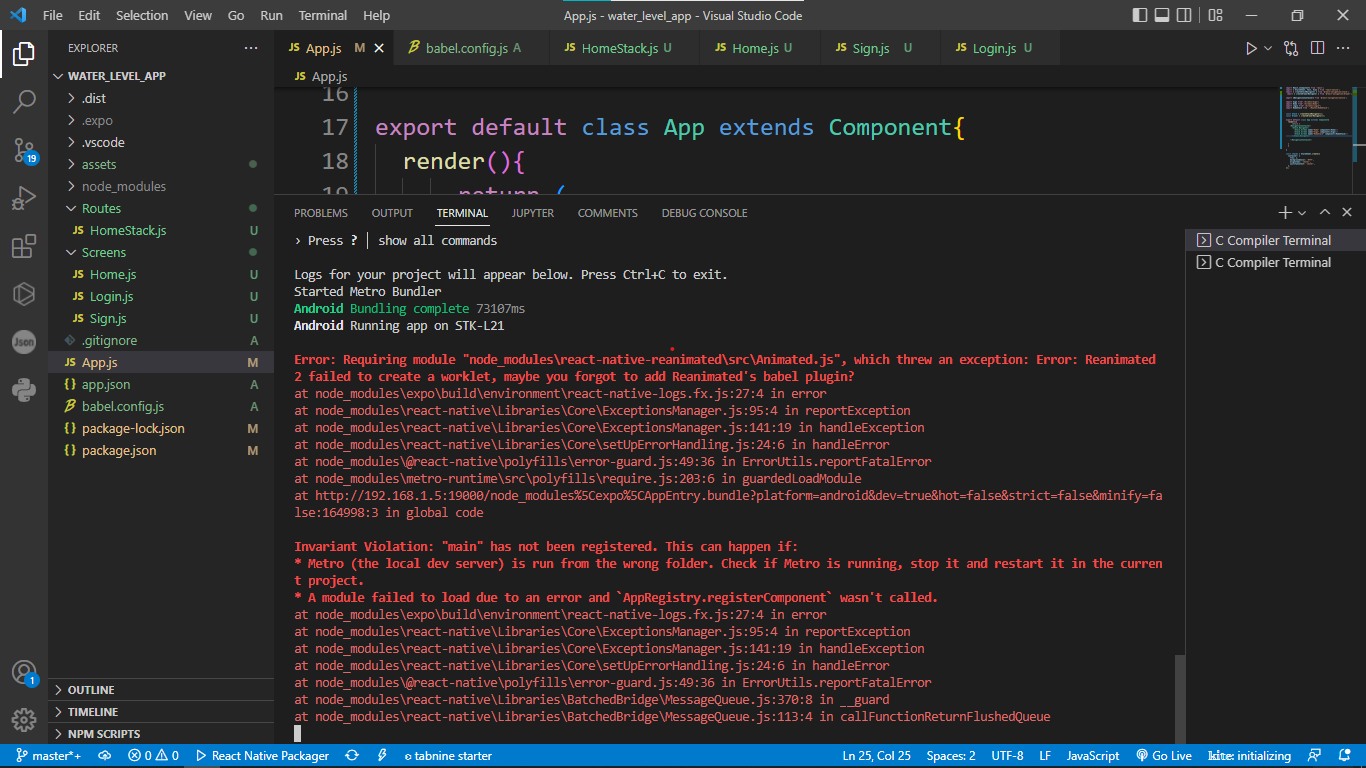 File Edit Selection View Go Run Terminal Help
App.js - water_level_app - Visual Studio Code
EXPLORER
WATER_LEVEL_APP
.dist
.expo
.vscode
assets
node_modules
Routes
JS HomeStack.js U
Screens
JS Home.js U
JS Login.js U
JS Sign.js U
.gitignore A
JS App.js M
{} app.json A
babel.config.js A
{} package-lock.json M
{} package.json M
OUTLINE
TIMELINE
NPM SCRIPTS
19
Json
1
JS App.js M
babel.config.js A
JS HomeStack.js U
JS Home.js U
JS Sign.js U
JS Login.js U
JS App.js
16
17 export default class App extends Component{
18 render(){
19 return (
PROBLEMS OUTPUT TERMINAL JUPYTER COMMENTS DEBUG CONSOLE
› Press ? │ show all commands
Logs for your project will appear below. Press Ctrl+C to exit.
Started Metro Bundler
Android Bundling complete 73107ms
Android Running app on STK-L21
Error: Requiring module "node_modules\react-native-reanimated\src\Animated.js", which threw an exception: Error: Reanimated
2 failed to create a worklet, maybe you forgot to add Reanimated's babel plugin?
at node_modules\expo\build\environment\react-native-logs.fx.js:27:4 in error
at node_modules\react-native\Libraries\Core\ExceptionsManager.js:95:4 in reportException
at node_modules\react-native\Libraries\Core\ExceptionsManager.js:141:19 in handleException
at node_modules\react-native\Libraries\Core\setUpErrorHandling.js:24:6 in handleError
at node_modules\@react-native\polyfills\error-guard.js:49:36 in ErrorUtils.reportFatalError
at node_modules\metro-runtime\src\polyfills\require.js:203:6 in guardedLoadModule
at http://192.168.1.5:19000/node_modules%5Cexpo%5CAppEntry.bundle?platform=android&dev=true&hot=false&strict=false&minify=fa
lse:164998:3 in global code
Invariant Violation: "main" has not been registered. This can happen if:
* Metro (the local dev server) is run from the wrong folder. Check if Metro is running, stop it and restart it in the curren
t project.
* A module failed to load due to an error and `AppRegistry.registerComponent` wasn't called.
at node_modules\expo\build\environment\react-native-logs.fx.js:27:4 in error
at node_modules\react-native\Libraries\Core\ExceptionsManager.js:95:4 in reportException
at node_modules\react-native\Libraries\Core\ExceptionsManager.js:141:19 in handleException
at node_modules\react-native\Libraries\Core\setUpErrorHandling.js:24:6 in handleError
at node_modules\@react-native\polyfills\error-guard.js:49:36 in ErrorUtils.reportFatalError
at node_modules\react-native\Libraries\BatchedBridge\MessageQueue.js:370:8 in __guard
at node_modules\react-native\Libraries\BatchedBridge\MessageQueue.js:113:4 in callFunctionReturnFlushedQueue
C Compiler Terminal
C Compiler Terminal
master*+ 0 0 React Native Packager tabnine starter Ln 25, Col 25 Spaces: 2 UTF-8 LF JavaScript Go Live kite: initializing